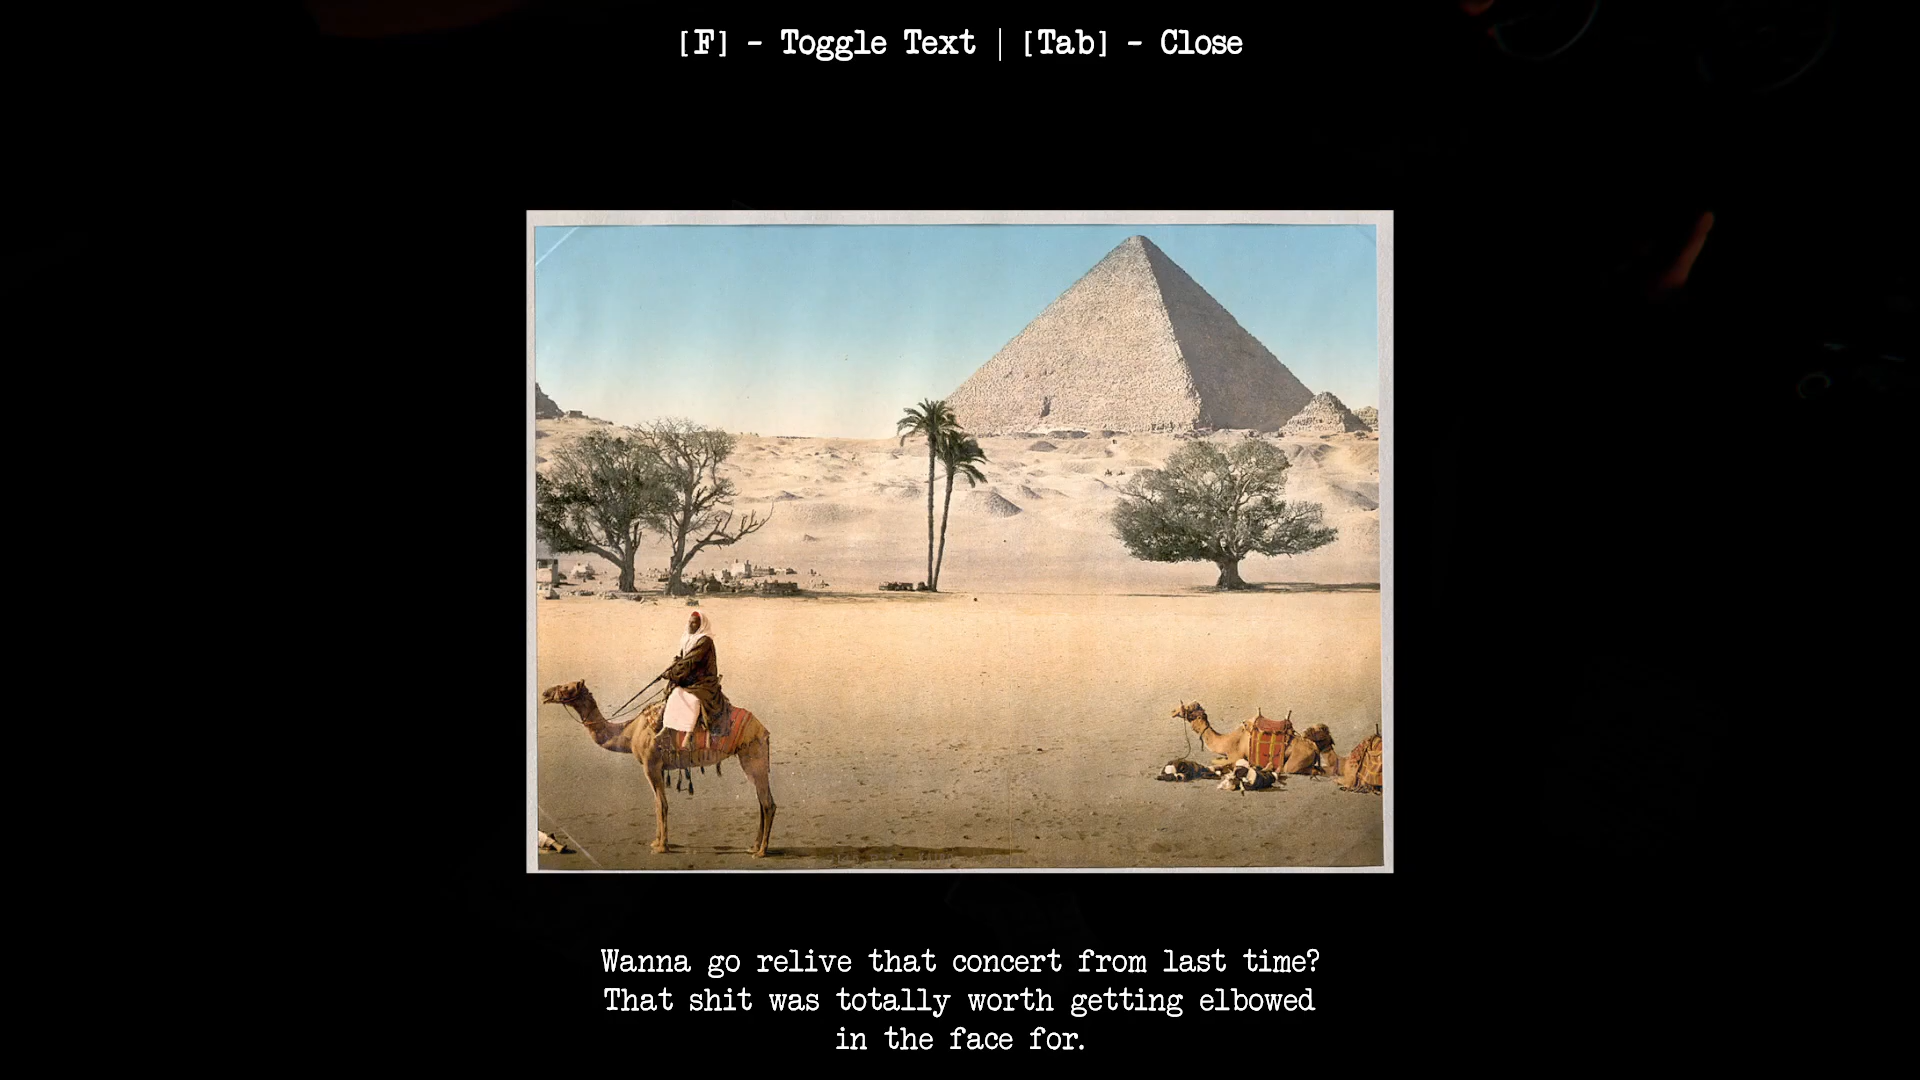 [F] - Toggle Text | [Tab] - Close
Wanna go relive that concert from last time?
That shit was totally worth getting elbowed
in the face for.